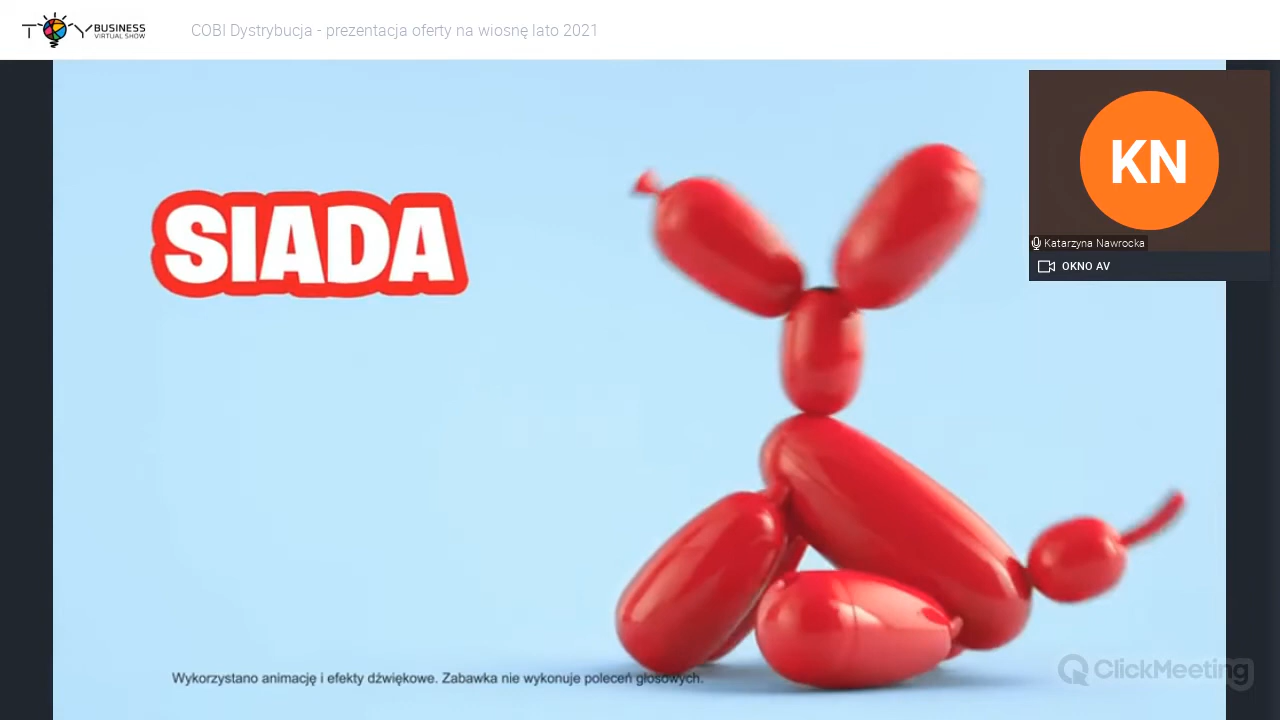 TOY BUSINESS
VIRTUAL SHOW
COBI Dystrybucja - prezentacja oferty na wiosnę lato 2021
KN
Katarzyna Nawrocka
OKNO AV
SIADA
Wykorzystano animację i efekty dźwiękowe. Zabawka nie wykonuje poleceń głosowych.
ClickMeeting